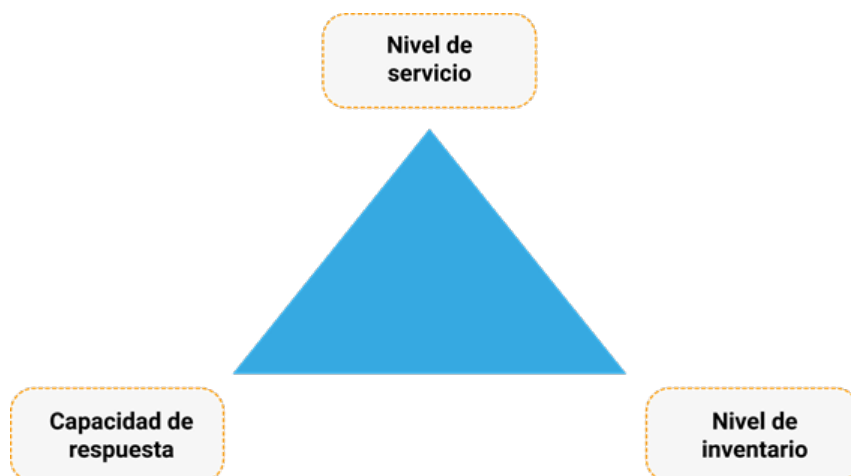 Nivel de
servicio
Capacidad de
respuesta
Nivel de
inventario